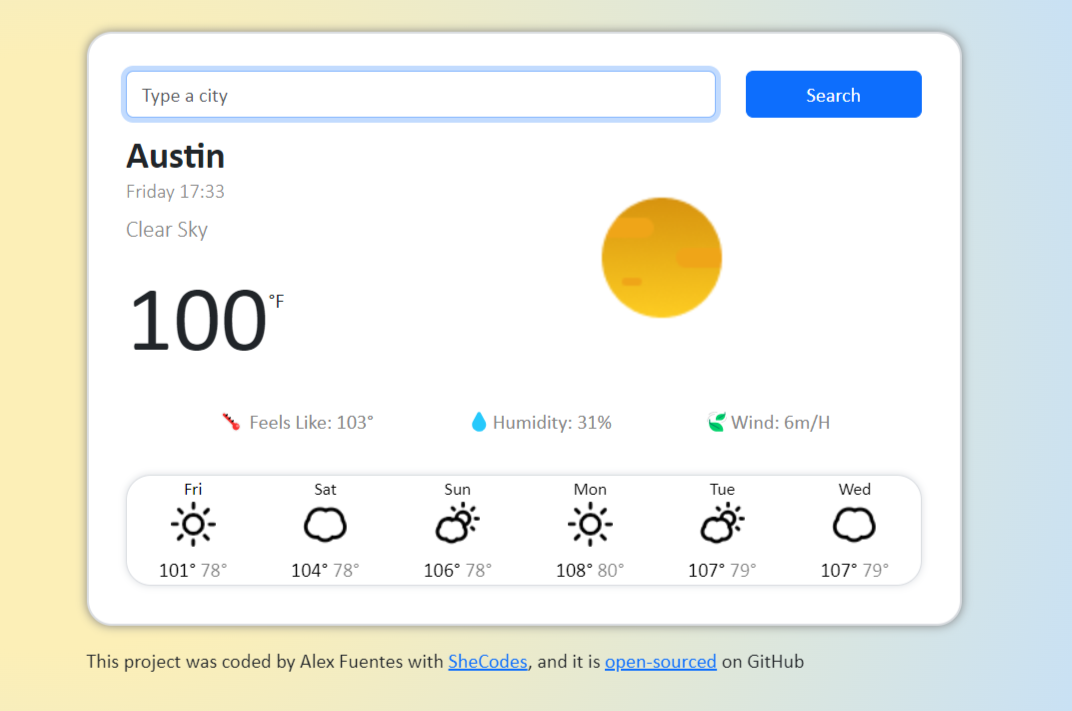 Type a city
Search
Austin
Friday 17:33
Clear Sky
100°F
Feels Like: 103° Humidity: 31% Wind: 6m/H
Fri Sat Sun Mon Tue Wed
101° 78° 104° 78° 106° 78° 108° 80° 107° 79° 107° 79°
This project was coded by Alex Fuentes with SheCodes, and it is open-sourced on GitHub